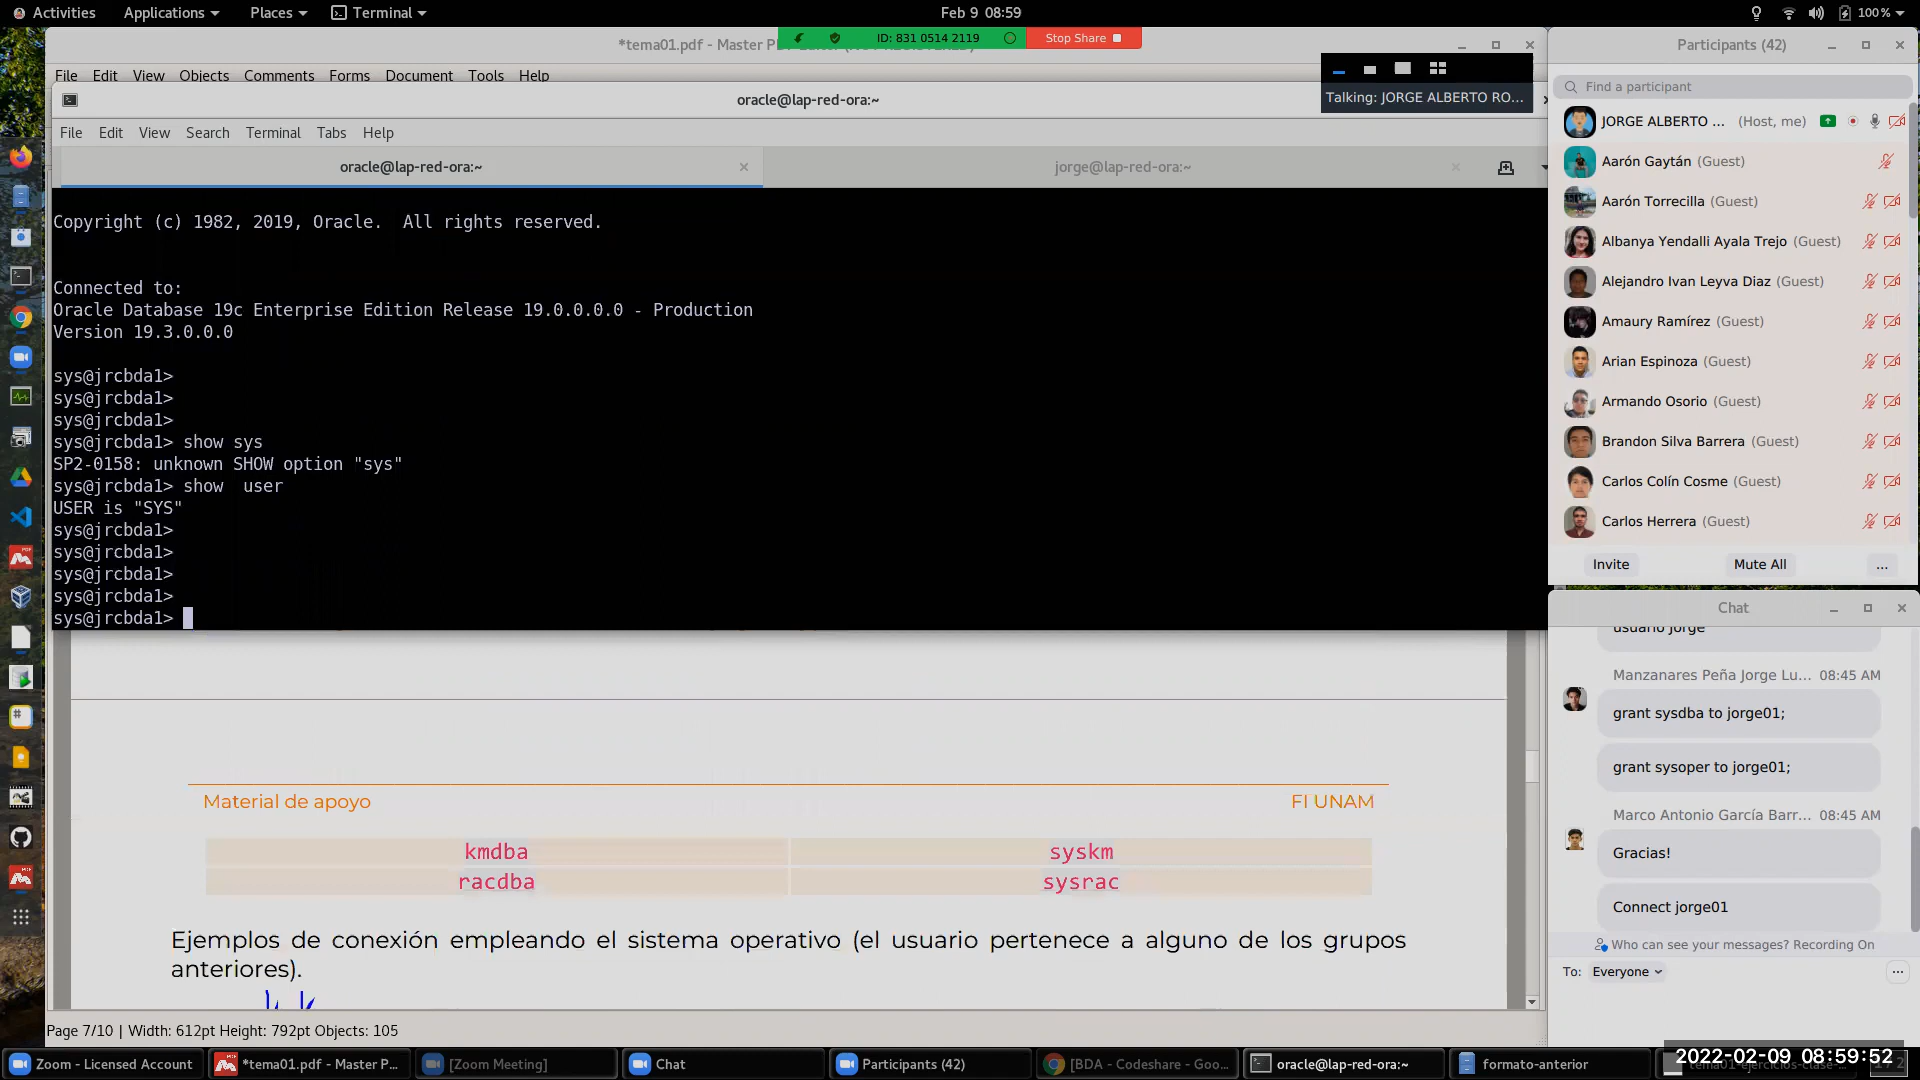 Activities Applications Places Terminal Feb 9 08:59 100%
*tema01.pdf - Master P
ID: 831 0514 2119 Stop Share
File Edit View Objects Comments Forms Document Tools Help
Talking: JORGE ALBERTO RO...
oracle@lap-red-ora:~
File Edit View Search Terminal Tabs Help
oracle@lap-red-ora:~ jorge@lap-red-ora:~
Copyright (c) 1982, 2019, Oracle.  All rights reserved.
Connected to:
Oracle Database 19c Enterprise Edition Release 19.0.0.0.0 - Production
Version 19.3.0.0.0
sys@jrcbda1>
sys@jrcbda1>
sys@jrcbda1>
sys@jrcbda1> show sys
SP2-0158: unknown SHOW option "sys"
sys@jrcbda1> show  user
USER is "SYS"
sys@jrcbda1>
sys@jrcbda1>
sys@jrcbda1>
sys@jrcbda1>
sys@jrcbda1>
Material de apoyo FI UNAM
kmdba syskm
racdba sysrac
Ejemplos de conexión empleando el sistema operativo (el usuario pertenece a alguno de los grupos
anteriores).
Page 7/10 | Width: 612pt Height: 792pt Objects: 105
Participants (42)
Find a participant
JORGE ALBERTO ... (Host, me)
Aarón Gaytán (Guest)
Aarón Torrecilla (Guest)
Albanya Yendalli Ayala Trejo (Guest)
Alejandro Ivan Leyva Diaz (Guest)
Amaury Ramírez (Guest)
Arian Espinoza (Guest)
Armando Osorio (Guest)
Brandon Silva Barrera (Guest)
Carlos Colín Cosme (Guest)
Carlos Herrera (Guest)
Invite Mute All ...
Chat
usuario jorge
Manzanares Peña Jorge Lu... 08:45 AM
grant sysdba to jorge01;
grant sysoper to jorge01;
Marco Antonio García Barr... 08:45 AM
Gracias!
Connect jorge01
Who can see your messages? Recording On
To: Everyone
Zoom - Licensed Account *tema01.pdf - Master P... [Zoom Meeting] Chat Participants (42) [BDA - Codeshare - Goo... oracle@lap-red-ora:~ formato-anterior
2022-02-09 08:59:52